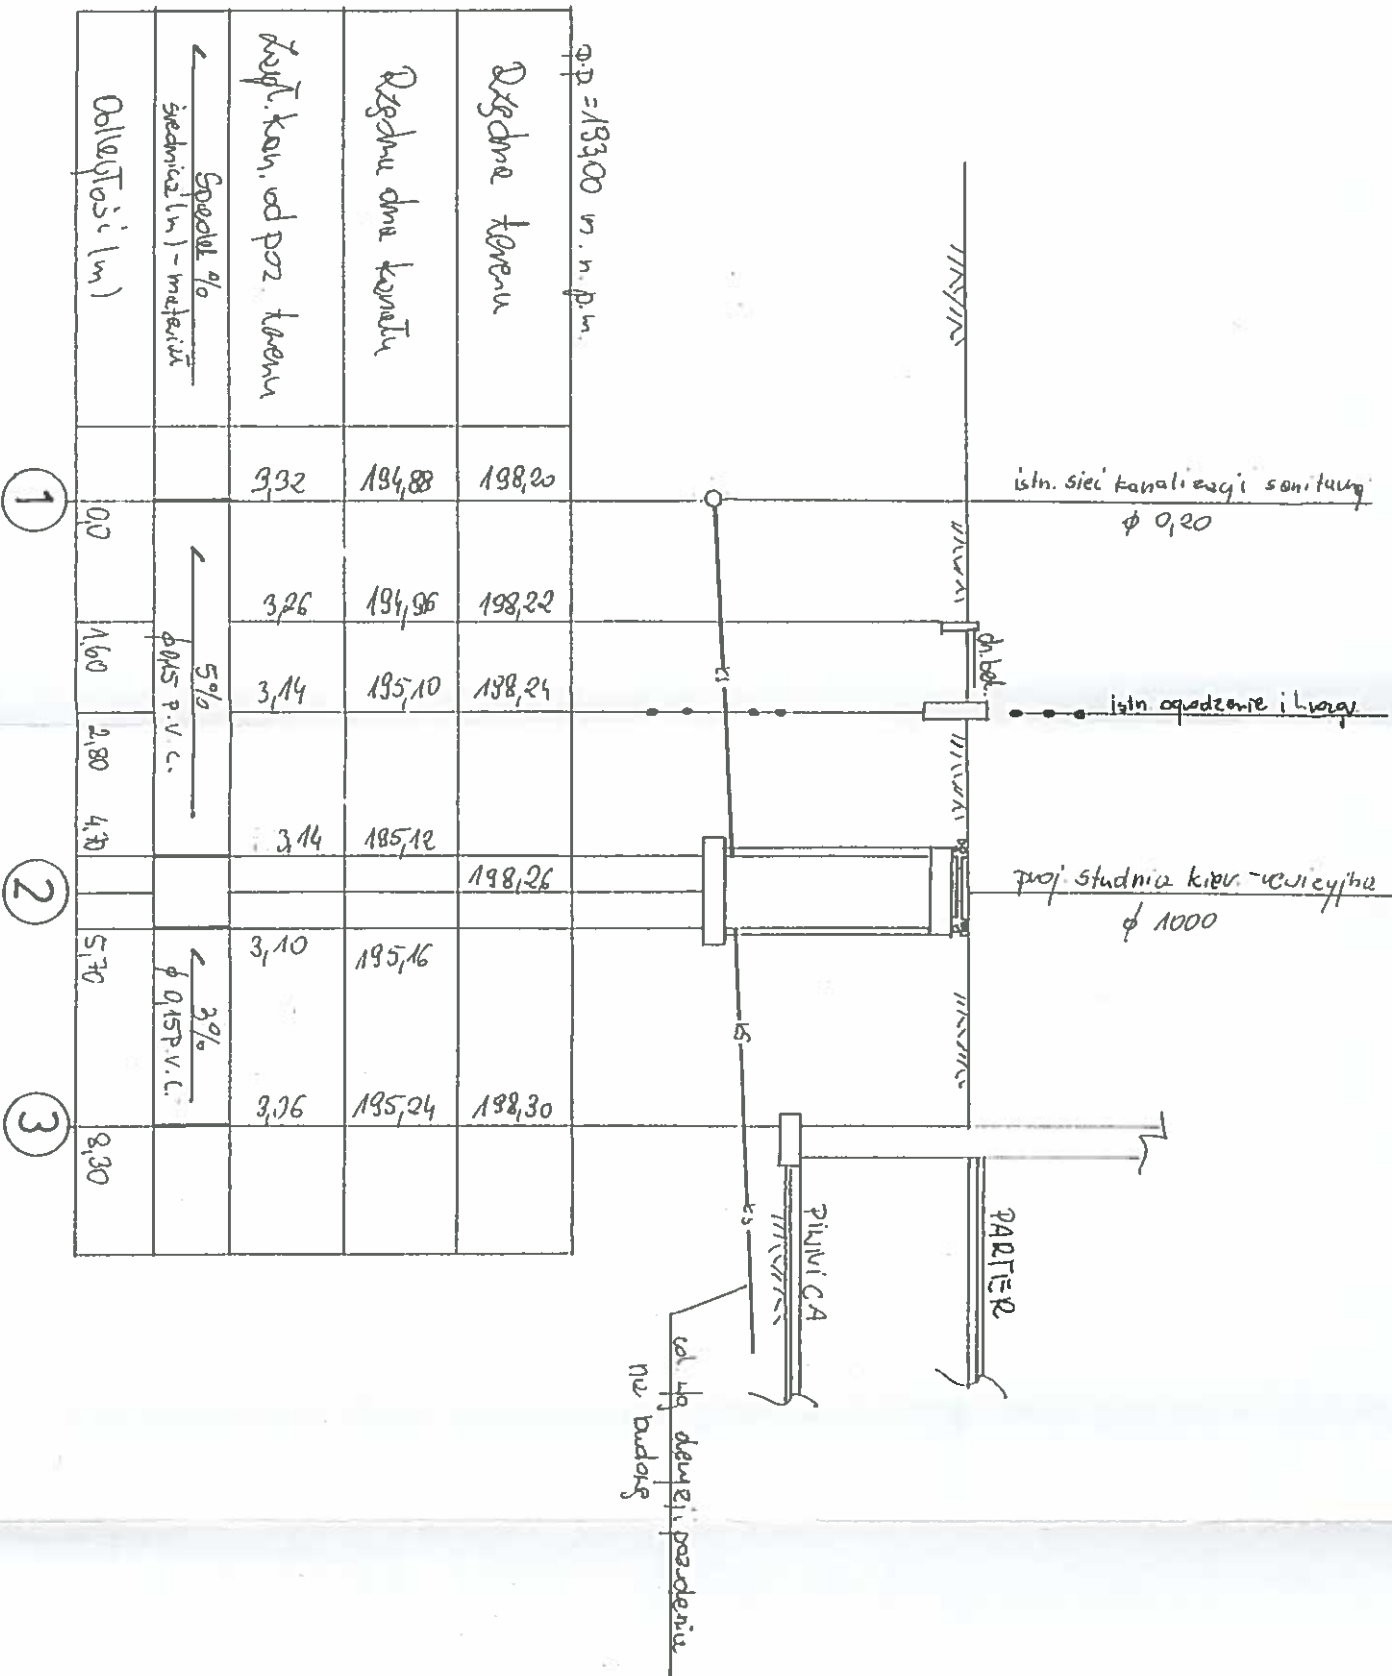 istn. sieć kanalizacji sanitarnej
φ 0,20
dr. bet.
istn. ogrodzenie i
proj. studnia kier.-rewizyjna
φ 1000
PARTER
PIWNICA
ks
ks
ks
na budowę
p.p = 193,00 m.n.p.m.
Rzędna terenu
198,20
198,22
198,24
198,26
198,30
Rzędna dna kanału
194,88
194,96
195,10
195,12
195,16
195,24
Zagł. kan. od poz terenu
3,32
3,26
3,14
3,14
3,10
3,06
Spadek %
średnica (m) - materiał
5%
φ 0,15 P.V.C.
3%
φ 0,15 P.V.C.
Odległości (m)
0,0
1,60
2,80
4,70
5,70
8,30
1
2
3